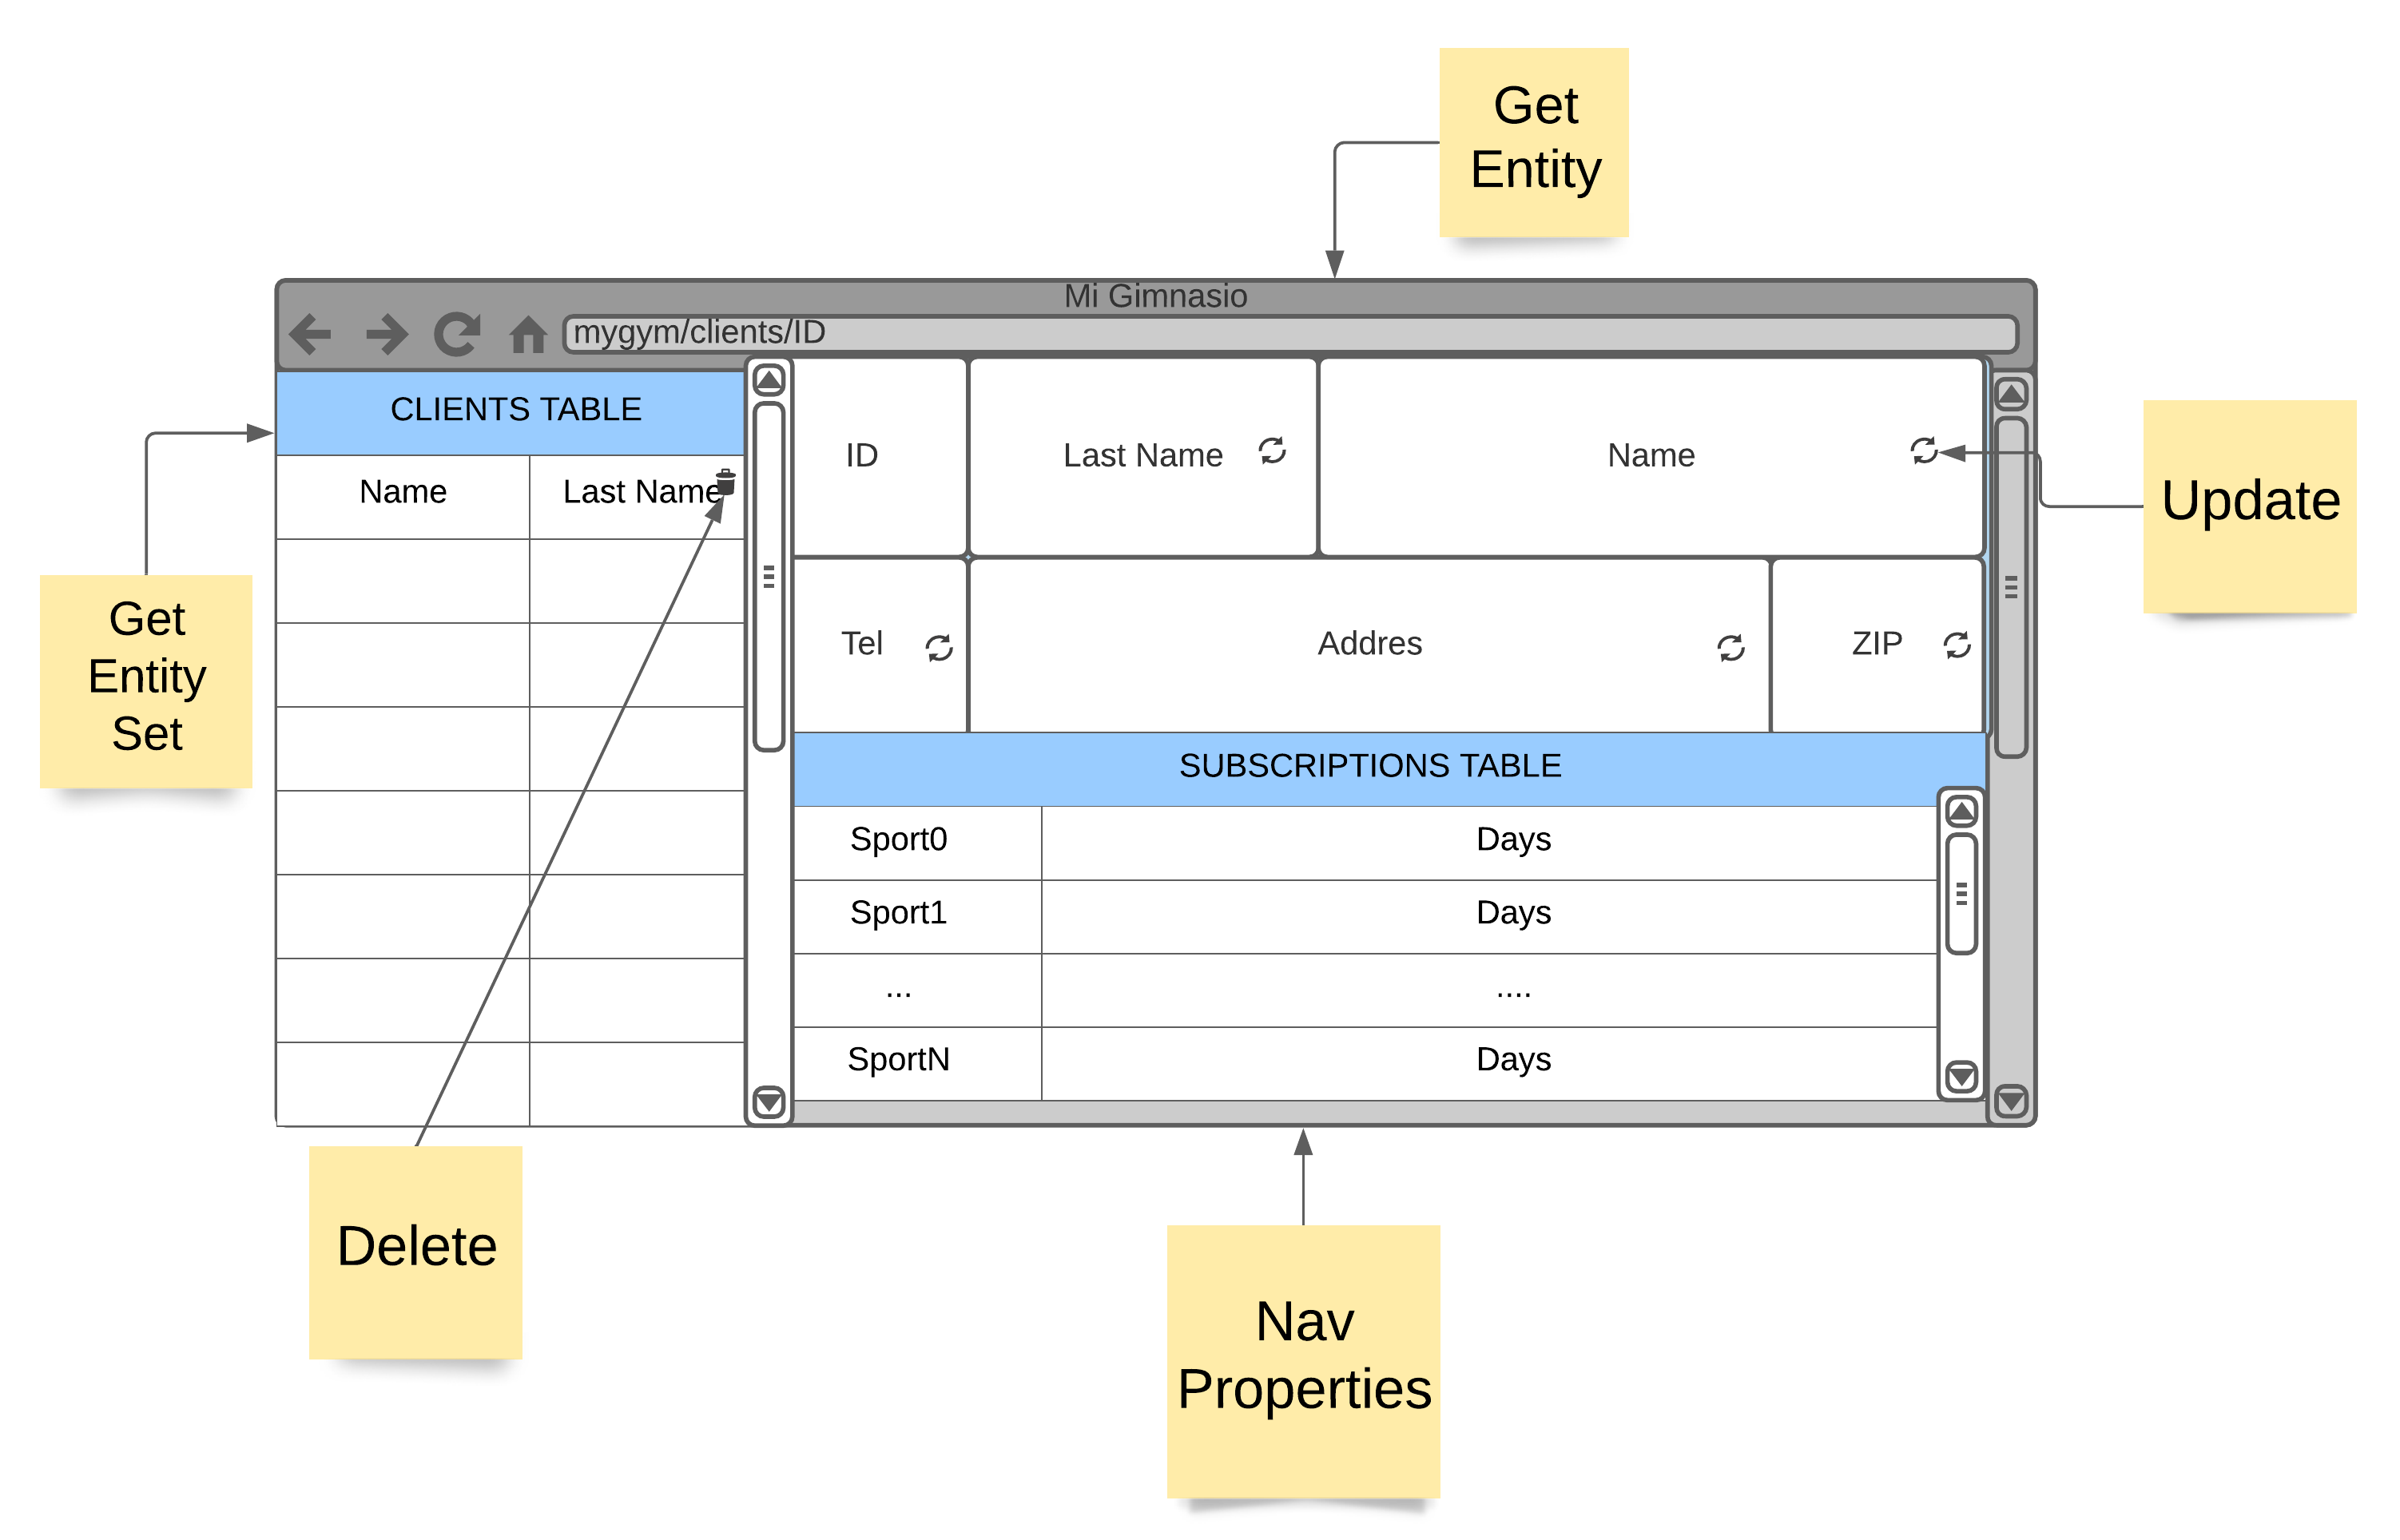 Get
Entity
Mi Gimnasio
mygym/clients/ID
CLIENTS TABLE
Name
Last Name
ID
Last Name
Name
Update
Get
Entity
Set
Tel
Addres
ZIP
SUBSCRIPTIONS TABLE
Sport0
Days
Sport1
Days
...
....
SportN
Days
Delete
Nav
Properties